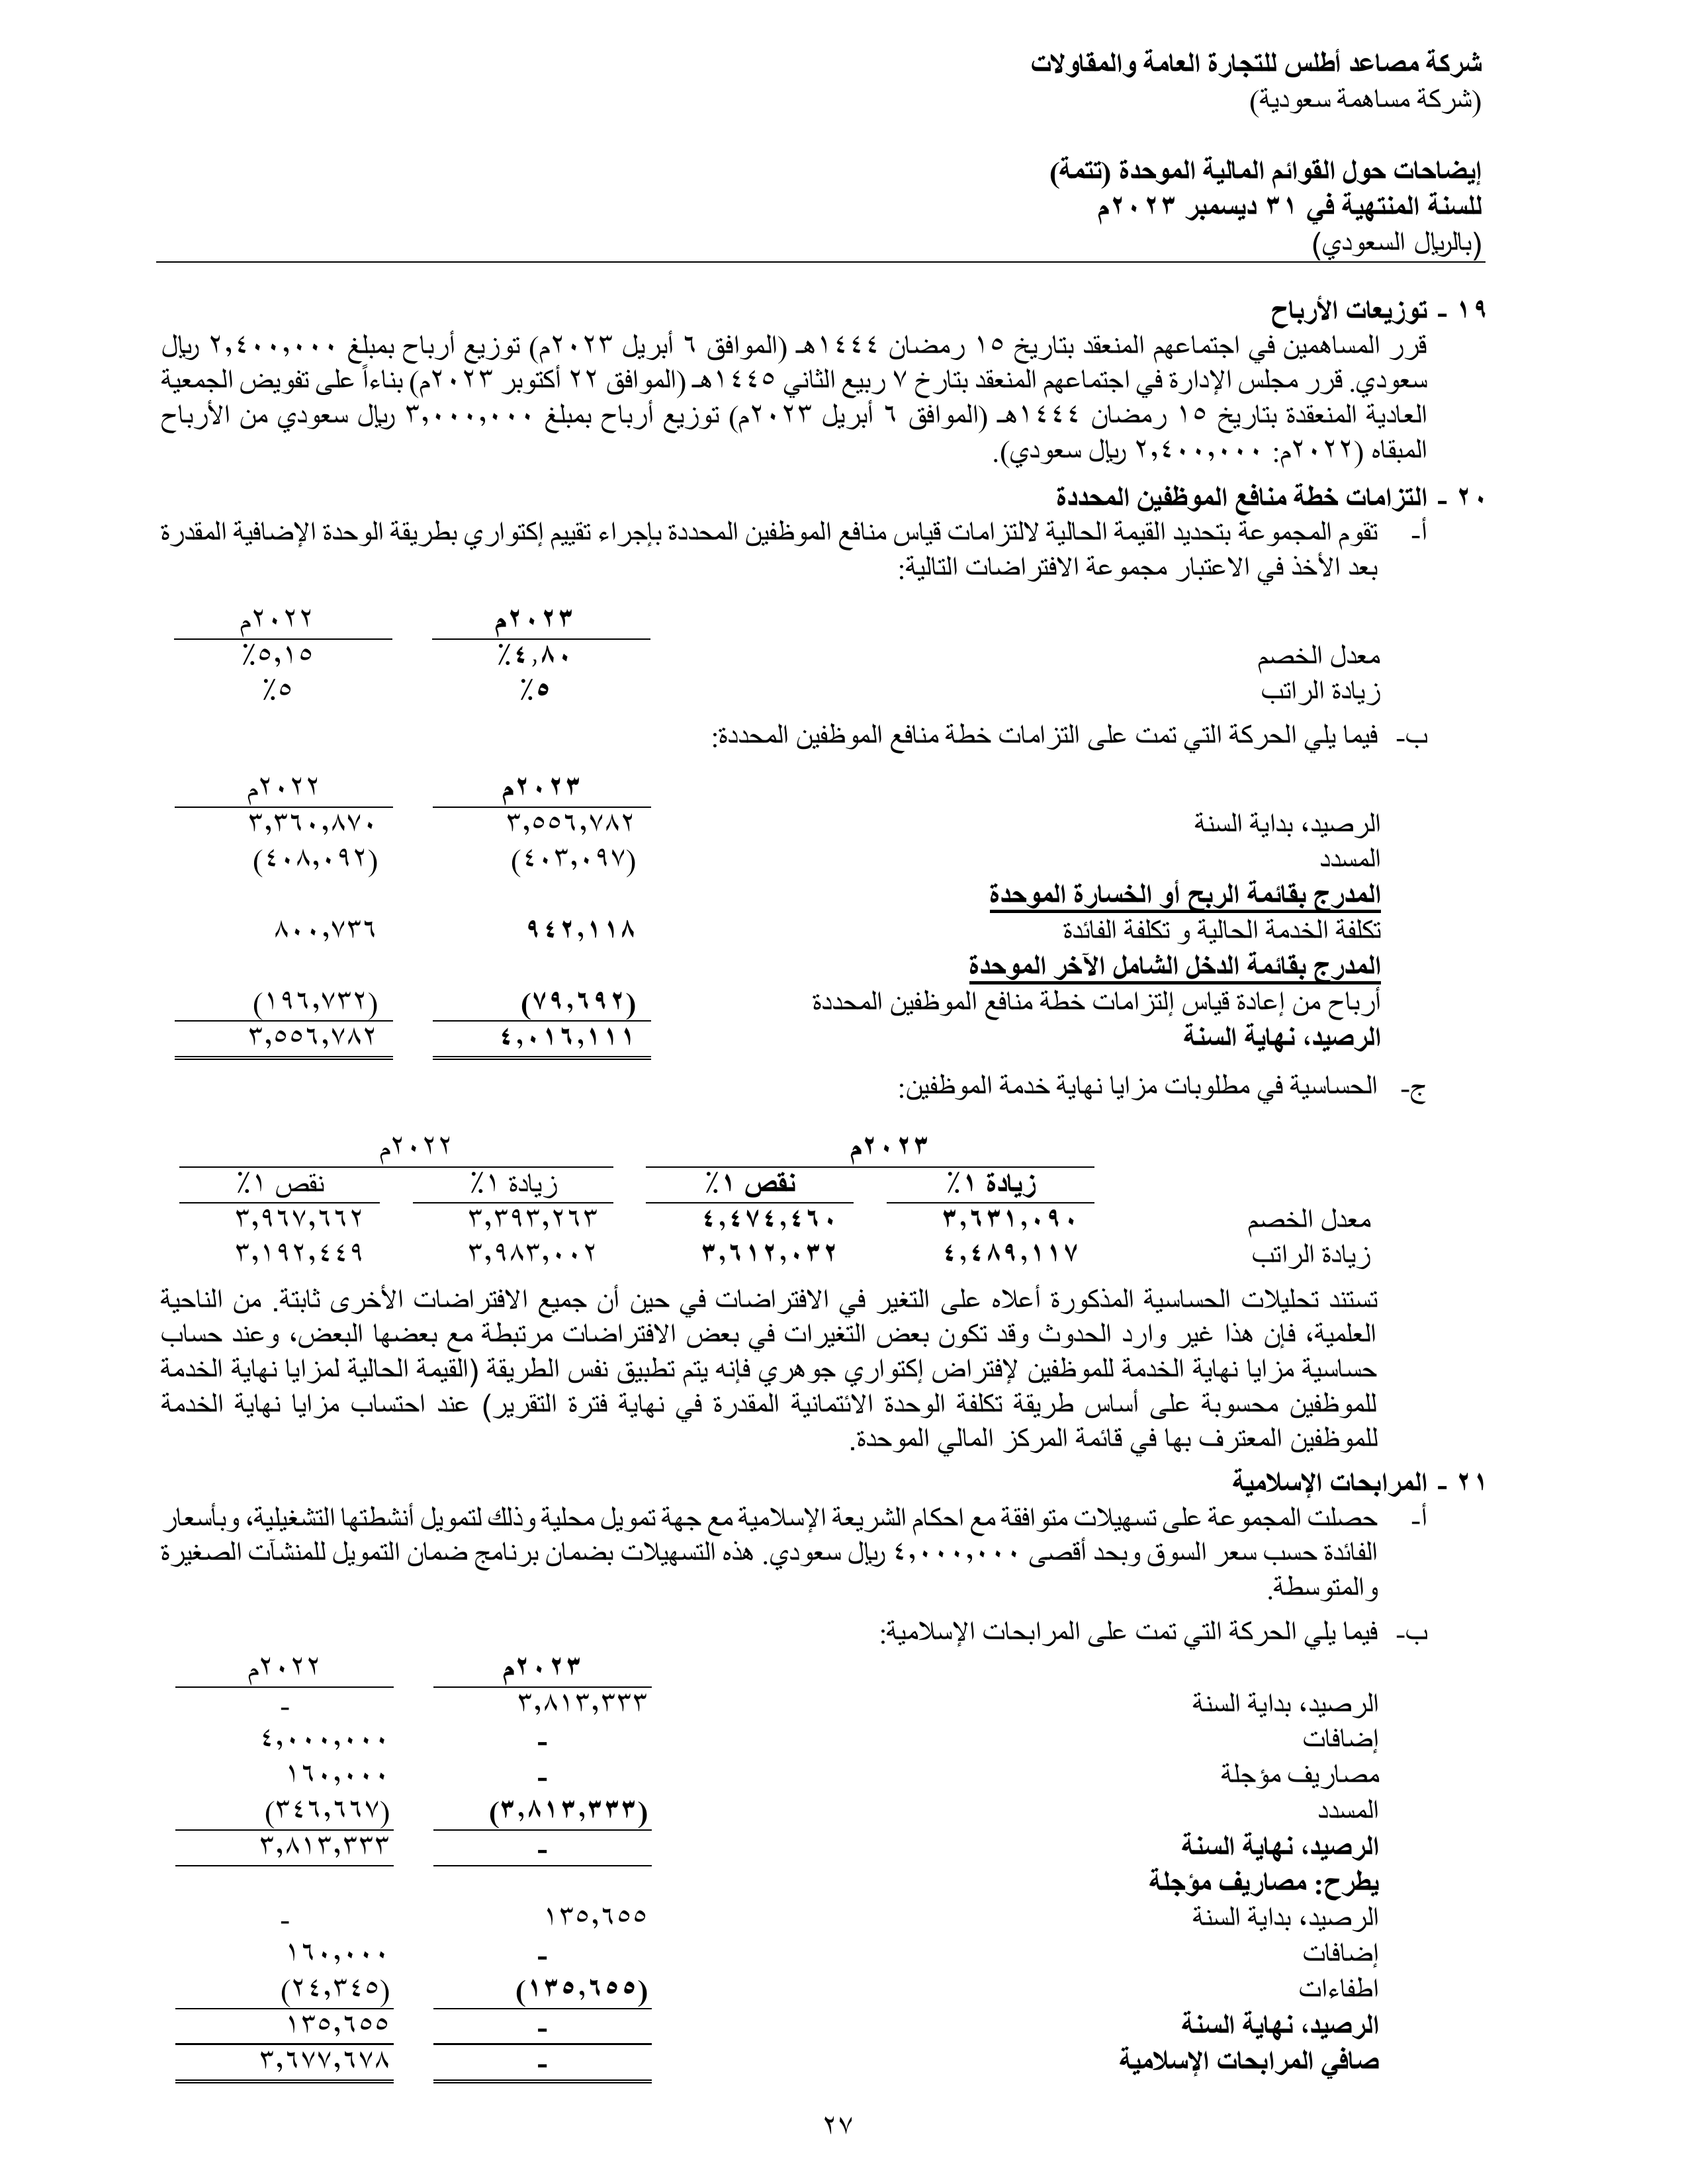 شركة مصاعد أطلس للتجارة العامة والمقاولات
(شركة مساهمة سعودية)
إيضاحات حول القوائم المالية الموحدة (تتمة)
للسنة المنتهية في ٣١ ديسمبر ٢٠٢٣م
(بالريال السعودي)
١٩ - توزيعات الأرباح
قرر المساهمين في اجتماعهم المنعقد بتاريخ ١٥ رمضان ١٤٤٤هـ (الموافق ٦ أبريل ٢٠٢٣م) توزيع أرباح بمبلغ ٢,٤٠٠,٠٠٠ ريال
سعودي. قرر مجلس الإدارة في اجتماعهم المنعقد بتارخ ٧ ربيع الثاني ١٤٤٥هـ (الموافق ٢٢ أكتوبر ٢٠٢٣م) بناءاً على تفويض الجمعية
العادية المنعقدة بتاريخ ١٥ رمضان ١٤٤٤هـ (الموافق ٦ أبريل ٢٠٢٣م) توزيع أرباح بمبلغ ٣,٠٠٠,٠٠٠ ريال سعودي من الأرباح
المبقاه (٢٠٢٢م: ٢,٤٠٠,٠٠٠ ريال سعودي).
٢٠ - التزامات خطة منافع الموظفين المحددة
أ- تقوم المجموعة بتحديد القيمة الحالية لالتزامات قياس منافع الموظفين المحددة بإجراء تقييم إكتواري بطريقة الوحدة الإضافية المقدرة
بعد الأخذ في الاعتبار مجموعة الافتراضات التالية:
٢٠٢٣م ٢٠٢٢م
معدل الخصم ٤,٨٠٪ ٥,١٥٪
زيادة الراتب ٥٪ ٥٪
ب- فيما يلي الحركة التي تمت على التزامات خطة منافع الموظفين المحددة:
٢٠٢٣م ٢٠٢٢م
الرصيد، بداية السنة ٣,٥٥٦,٧٨٢ ٣,٣٦٠,٨٧٠
المسدد (٤٠٣,٠٩٧) (٤٠٨,٠٩٢)
المدرج بقائمة الربح أو الخسارة الموحدة
تكلفة الخدمة الحالية و تكلفة الفائدة ٩٤٢,١١٨ ٨٠٠,٧٣٦
المدرج بقائمة الدخل الشامل الآخر الموحدة
أرباح من إعادة قياس إلتزامات خطة منافع الموظفين المحددة (٧٩,٦٩٢) (١٩٦,٧٣٢)
الرصيد، نهاية السنة ٤,٠١٦,١١١ ٣,٥٥٦,٧٨٢
ج- الحساسية في مطلوبات مزايا نهاية خدمة الموظفين:
٢٠٢٣م ٢٠٢٢م
زيادة ١٪ نقص ١٪ زيادة ١٪ نقص ١٪
معدل الخصم ٣,٦٣١,٠٩٠ ٤,٤٧٤,٤٦٠ ٣,٣٩٣,٢٦٣ ٣,٩٦٧,٦٦٢
زيادة الراتب ٤,٤٨٩,١١٧ ٣,٦١٢,٠٣٢ ٣,٩٨٣,٠٠٢ ٣,١٩٢,٤٤٩
تستند تحليلات الحساسية المذكورة أعلاه على التغير في الافتراضات في حين أن جميع الافتراضات الأخرى ثابتة. من الناحية
العلمية، فإن هذا غير وارد الحدوث وقد تكون بعض التغيرات في بعض الافتراضات مرتبطة مع بعضها البعض، وعند حساب
حساسية مزايا نهاية الخدمة للموظفين لإفتراض إكتواري جوهري فإنه يتم تطبيق نفس الطريقة (القيمة الحالية لمزايا نهاية الخدمة
للموظفين محسوبة على أساس طريقة تكلفة الوحدة الائتمانية المقدرة في نهاية فترة التقرير) عند احتساب مزايا نهاية الخدمة
للموظفين المعترف بها في قائمة المركز المالي الموحدة.
٢١ - المرابحات الإسلامية
أ- حصلت المجموعة على تسهيلات متوافقة مع احكام الشريعة الإسلامية مع جهة تمويل محلية وذلك لتمويل أنشطتها التشغيلية، وبأسعار
الفائدة حسب سعر السوق وبحد أقصى ٤,٠٠٠,٠٠٠ ريال سعودي. هذه التسهيلات بضمان برنامج ضمان التمويل للمنشآت الصغيرة
والمتوسطة.
ب- فيما يلي الحركة التي تمت على المرابحات الإسلامية:
٢٠٢٣م ٢٠٢٢م
الرصيد، بداية السنة ٣,٨١٣,٣٣٣ -
إضافات - ٤,٠٠٠,٠٠٠
مصاريف مؤجلة - ١٦٠,٠٠٠
المسدد (٣,٨١٣,٣٣٣) (٣٤٦,٦٦٧)
الرصيد، نهاية السنة - ٣,٨١٣,٣٣٣
يطرح: مصاريف مؤجلة
الرصيد، بداية السنة ١٣٥,٦٥٥ -
إضافات - ١٦٠,٠٠٠
اطفاءات (١٣٥,٦٥٥) (٢٤,٣٤٥)
الرصيد، نهاية السنة - ١٣٥,٦٥٥
صافي المرابحات الإسلامية - ٣,٦٧٧,٦٧٨
٢٧